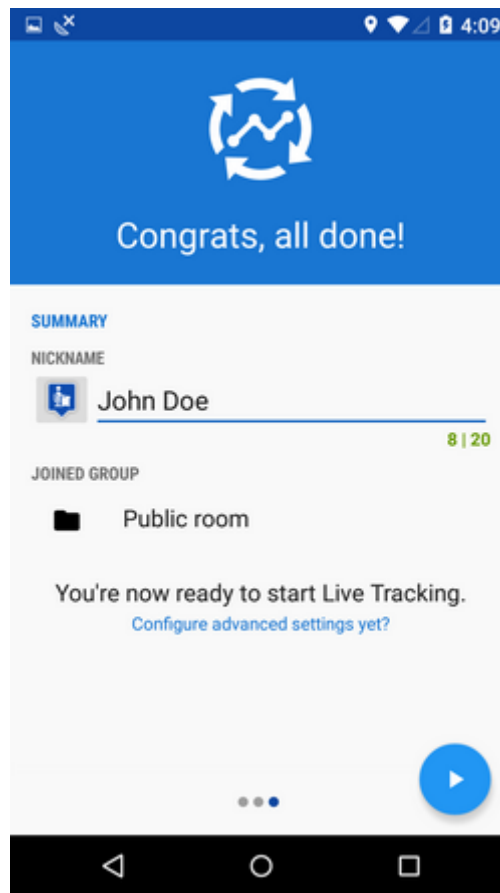 4:09
Congrats, all done!
SUMMARY
NICKNAME
John Doe
8 | 20
JOINED GROUP
Public room
You're now ready to start Live Tracking.
Configure advanced settings yet?